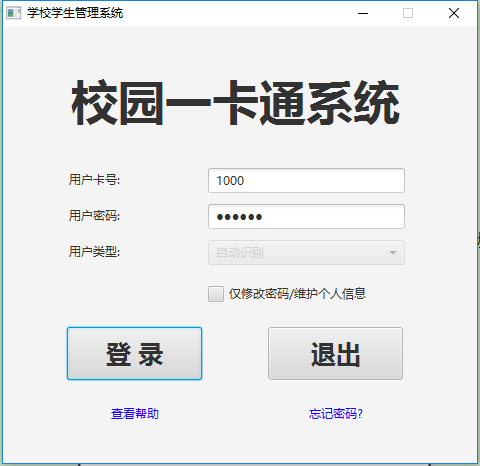 学校学生管理系统
校园一卡通系统
用户卡号: 1000
用户密码: ●●●●●●
用户类型: 自动识别
仅修改密码/维护个人信息
登 录 退出
查看帮助 忘记密码?